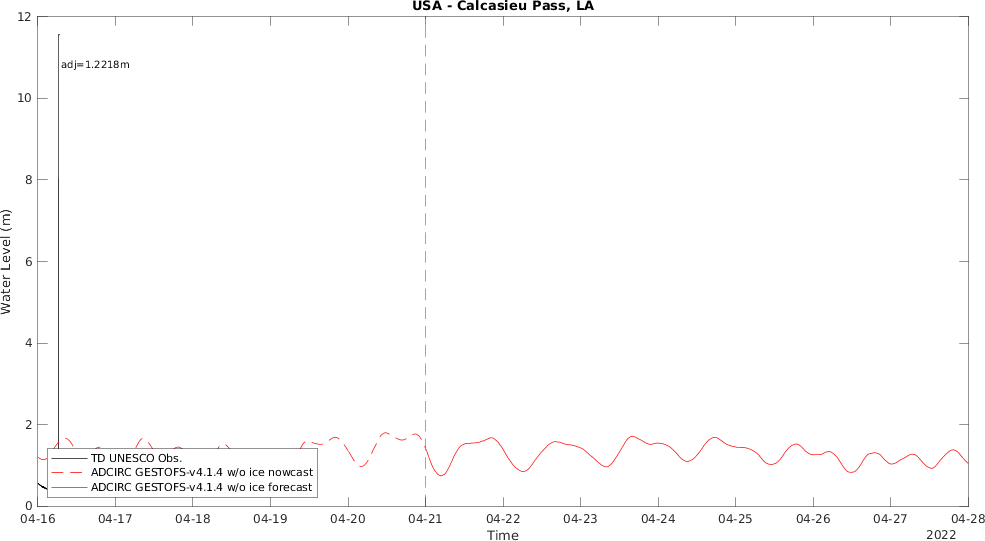 USA - Calcasieu Pass, LA
12
adj=1.2218m
10
8
6
4
2
0
Water Level (m)
TD UNESCO Obs.
ADCIRC GESTOFS-v4.1.4 w/o ice nowcast
ADCIRC GESTOFS-v4.1.4 w/o ice forecast
04-16 04-17 04-18 04-19 04-20 04-21 04-22 04-23 04-24 04-25 04-26 04-27 04-28
Time
2022